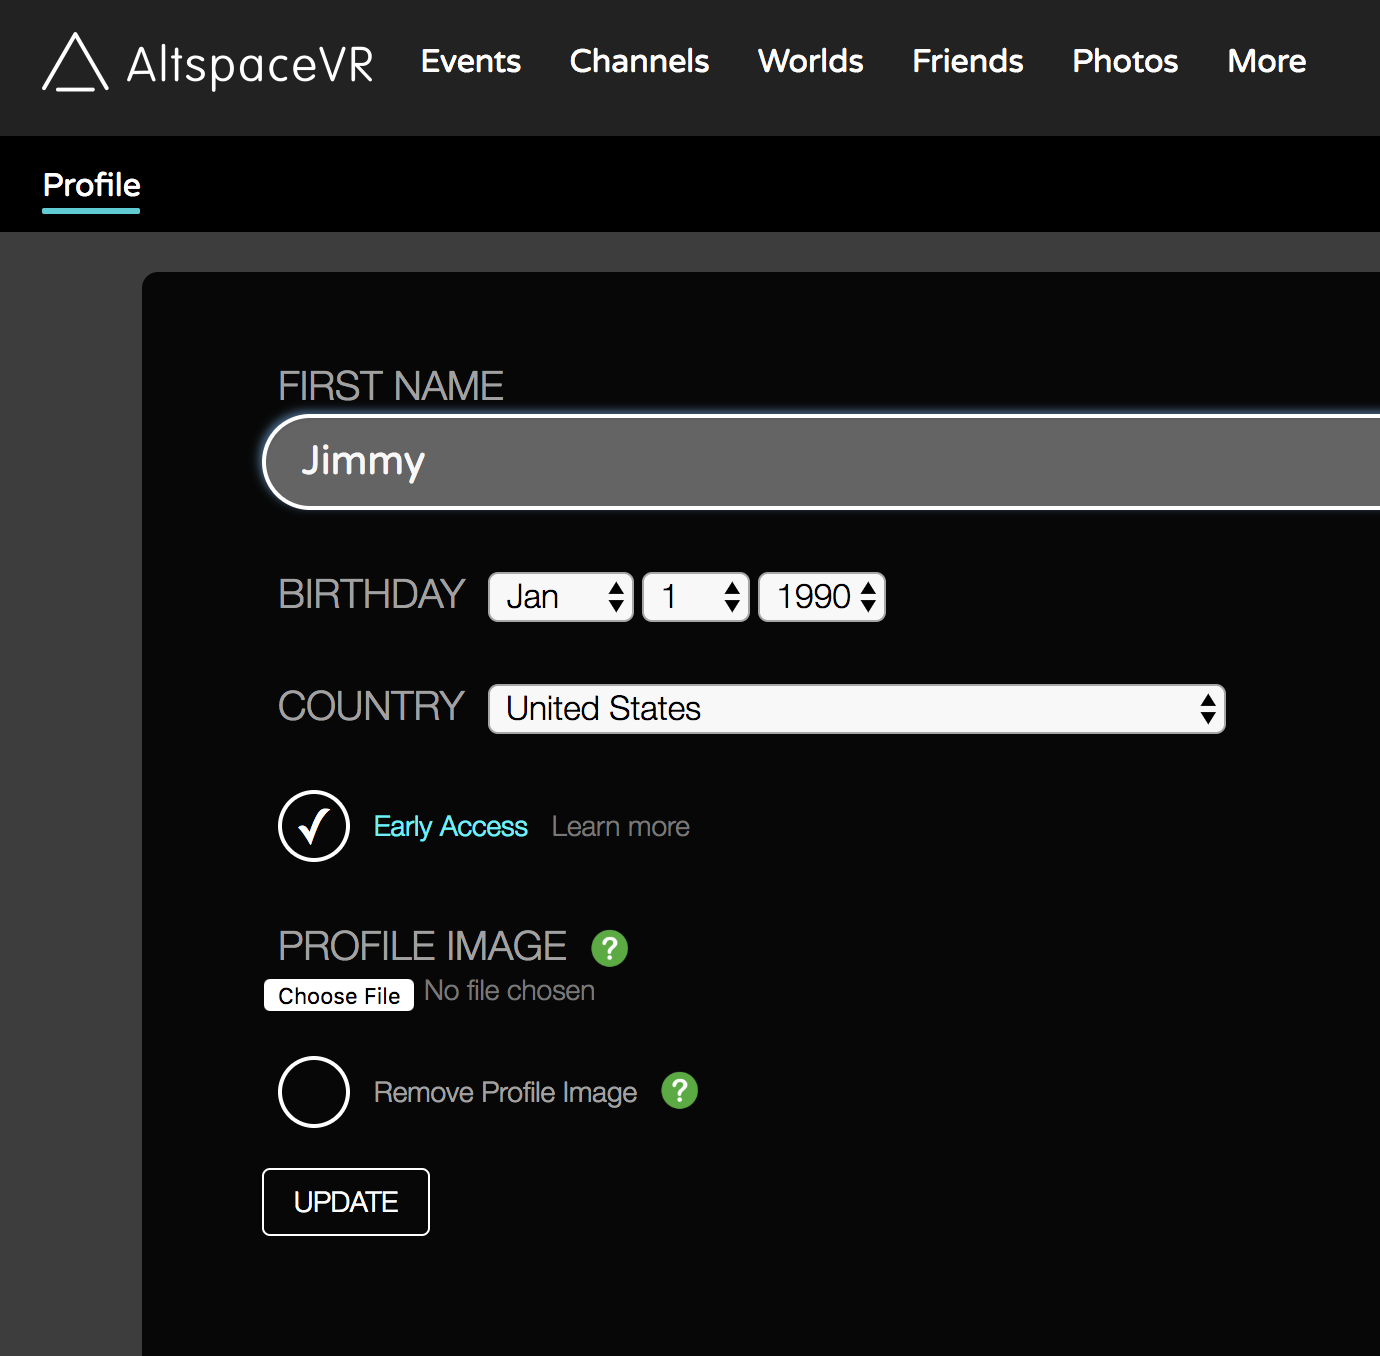 AltspaceVR Events Channels Worlds Friends Photos More
Profile
FIRST NAME
Jimmy
BIRTHDAY Jan 1 1990
COUNTRY United States
Early Access Learn more
PROFILE IMAGE ?
Choose File No file chosen
Remove Profile Image ?
UPDATE